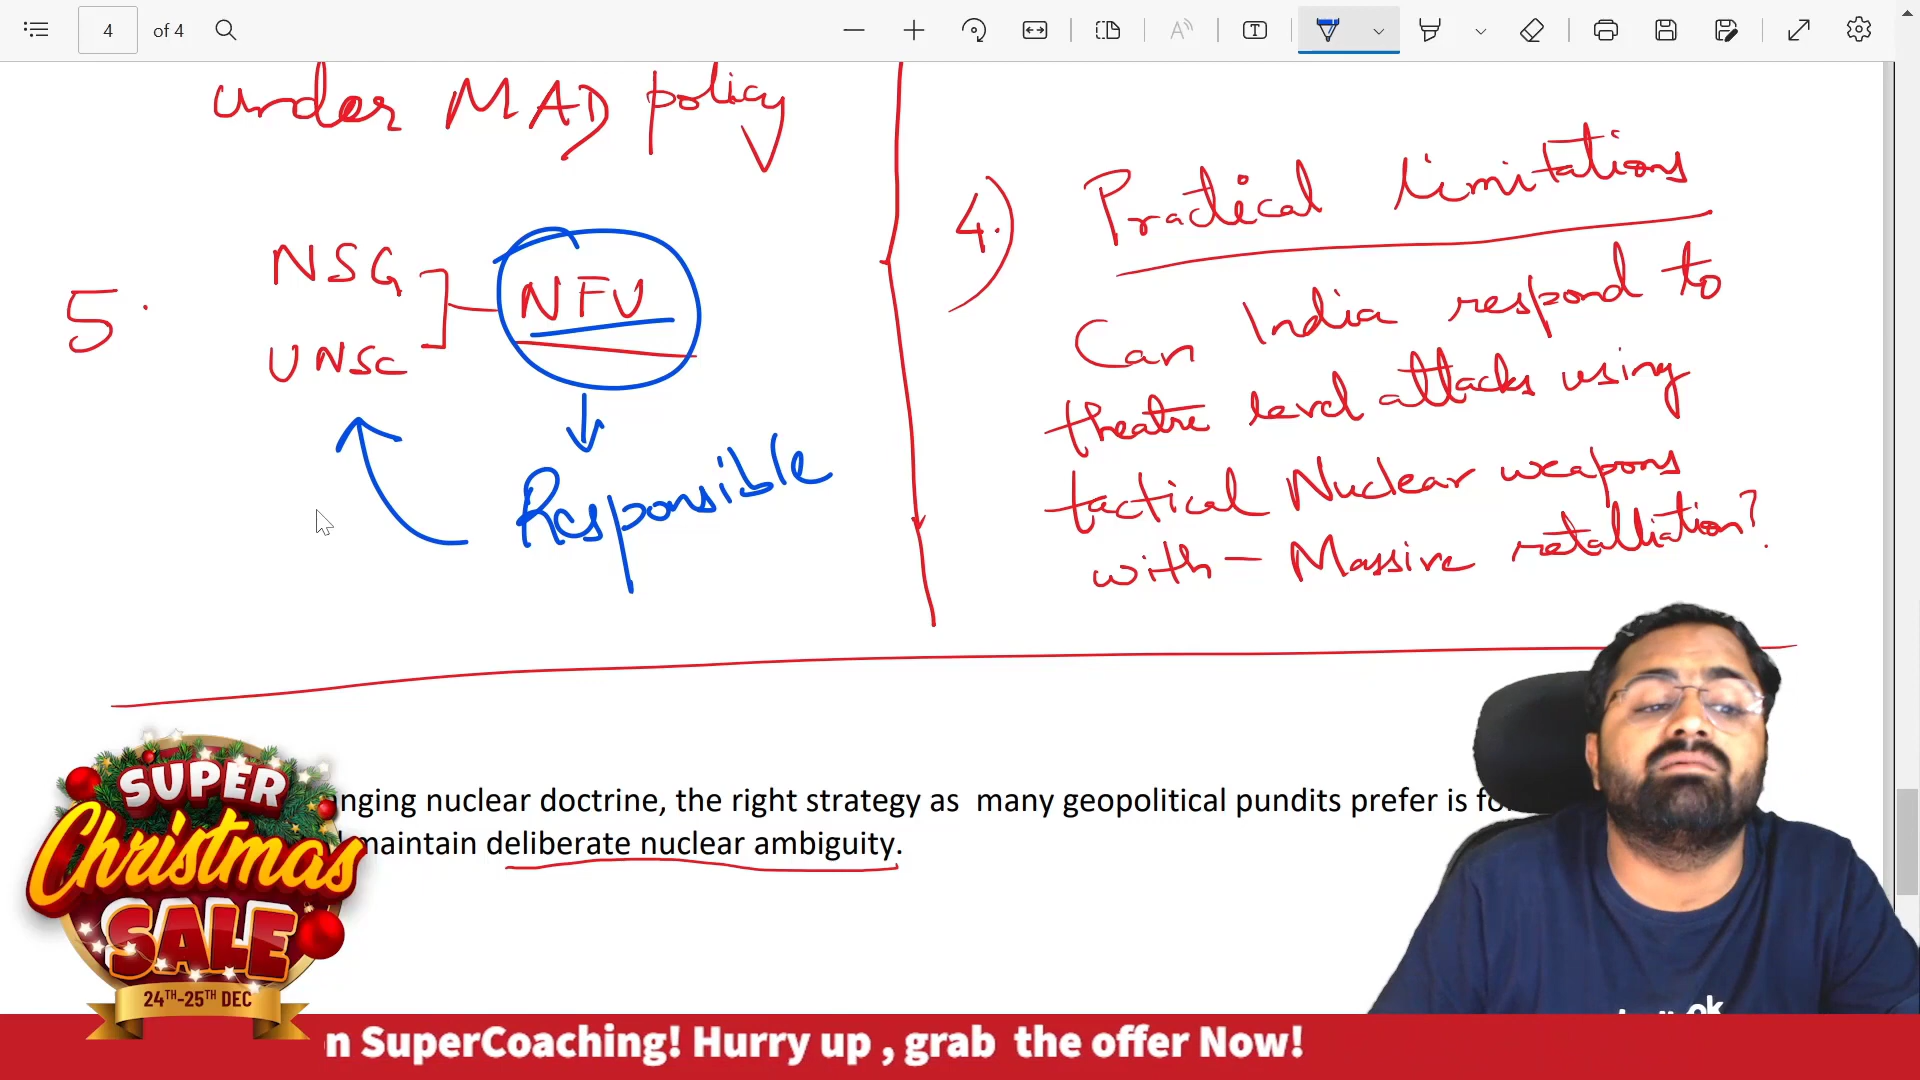 4 of 4
under MAD policy
5.
NSG
UNSC
NFU
Responsible
4.)
Practical limitations
Can India respond to
theatre level attacks using
tactical Nuclear weapons
with - Massive retalliation?
nging nuclear doctrine, the right strategy as many geopolitical pundits prefer is
maintain deliberate nuclear ambiguity.
SUPER
Christmas
SALE
24TH-25TH DEC
n SuperCoaching! Hurry up , grab the offer Now!